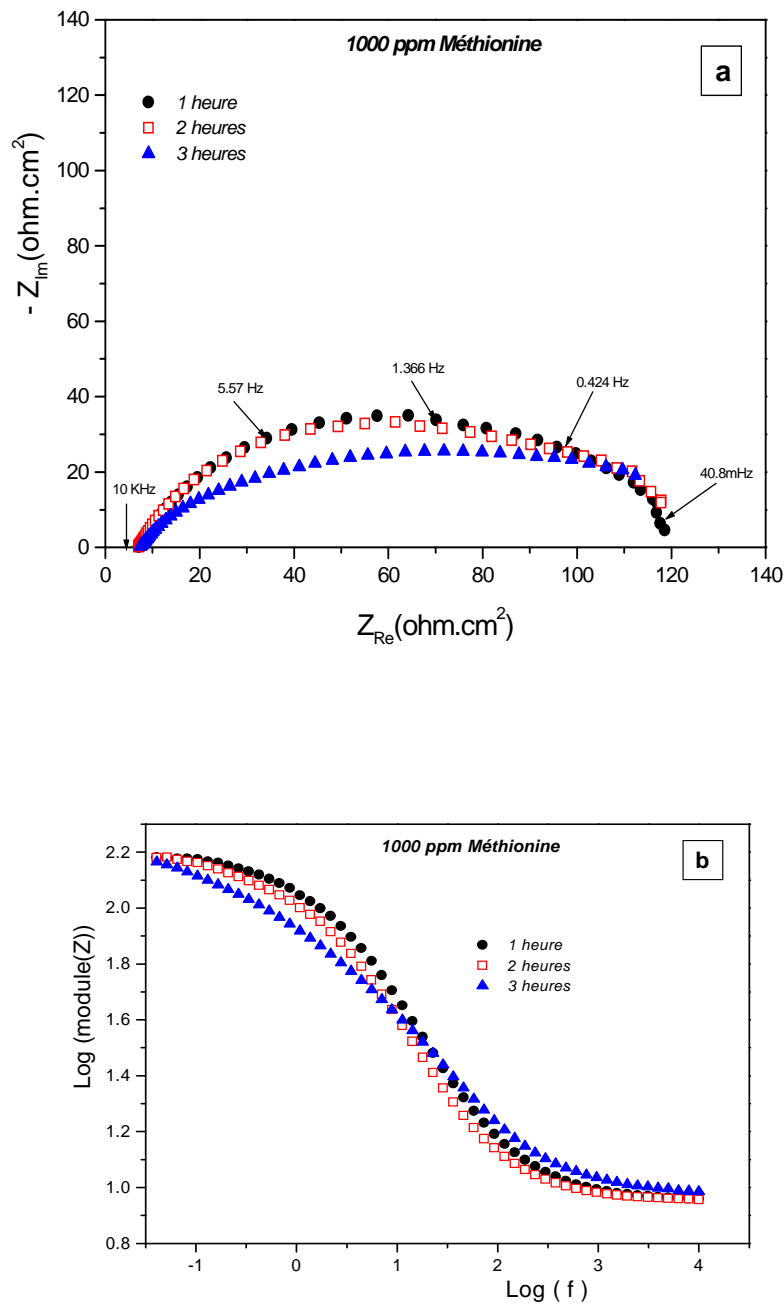 140
1000 ppm Méthionine
a
120
1 heure
2 heures
3 heures
100
80
60
40
20
0
- Z Im (ohm.cm²)
5.57 Hz
1.366 Hz
0.424 Hz
10 KHz
40.8mHz
0 20 40 60 80 100 120 140
Z Re (ohm.cm²)
2.2
1000 ppm Méthionine
b
2.0
1 heure
2 heures
3 heures
1.8
1.6
1.4
1.2
1.0
0.8
Log (module(Z))
-1 0 1 2 3 4
Log ( f )